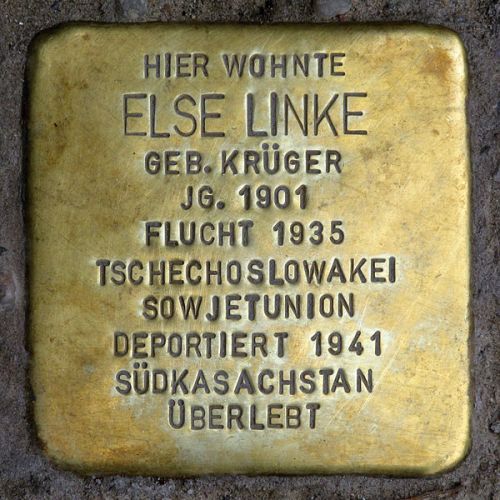 HIER WOHNTE
ELSE LINKE
GEB. KRÜGER
JG. 1901
FLUCHT 1935
TSCHECHOSLOWAKEI
SOWJETUNION
DEPORTIERT 1941
SÜDKASACHSTAN
ÜBERLEBT